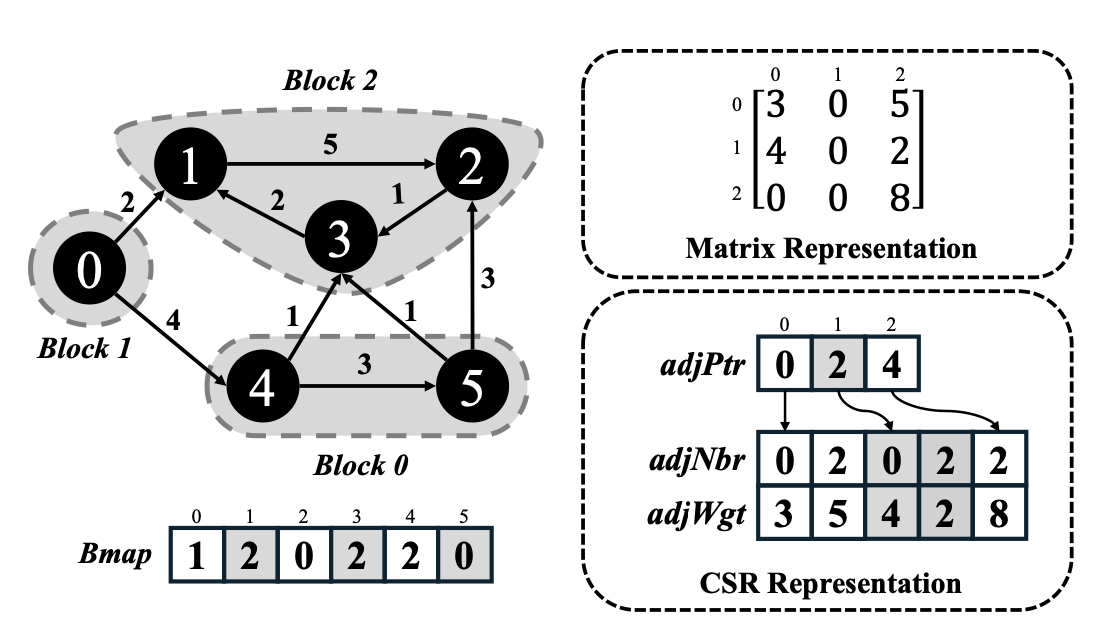 Block 2
1 5 2
2 2 1
3
0 3
4 1 1
Block 1
3
4 5
Block 0
0 1 2 3 4 5
Bmap 1 2 0 2 2 0
0 1 2
0 3 0 5
1 4 0 2
2 0 0 8
Matrix Representation
0 1 2
adjPtr 0 2 4
adjNbr 0 2 0 2 2
adjWgt 3 5 4 2 8
CSR Representation